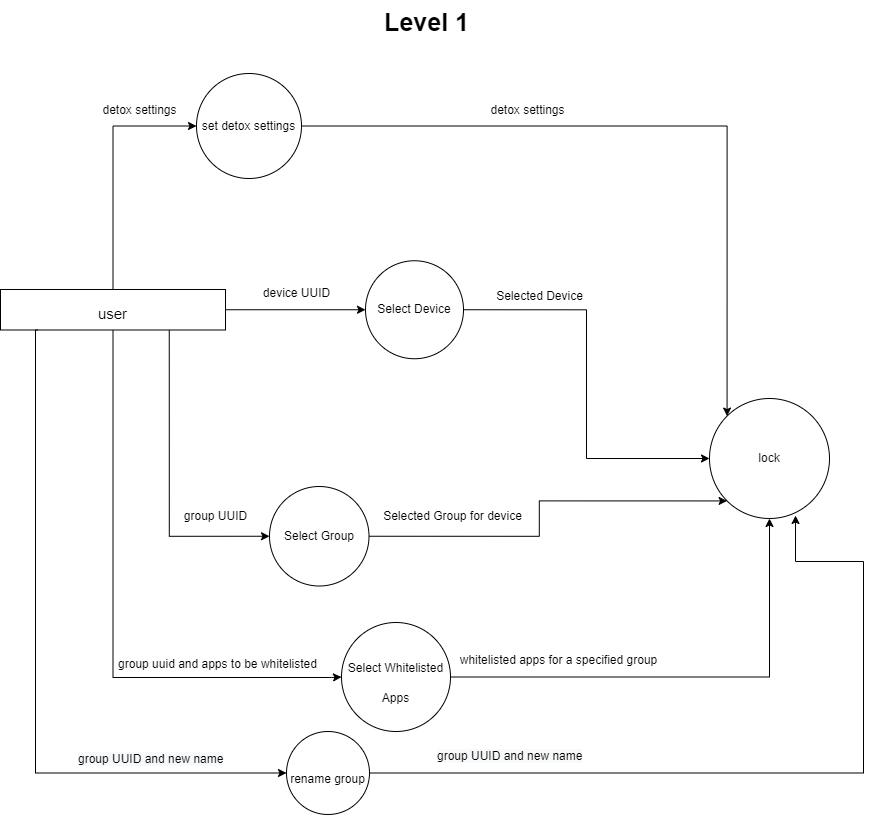 Level 1
detox settings
detox settings
set detox settings
device UUID
Selected Device
Select Device
user
lock
group UUID
Selected Group for device
Select Group
group uuid and apps to be whitelisted
whitelisted apps for a specified group
Select Whitelisted
Apps
group UUID and new name
group UUID and new name
rename group